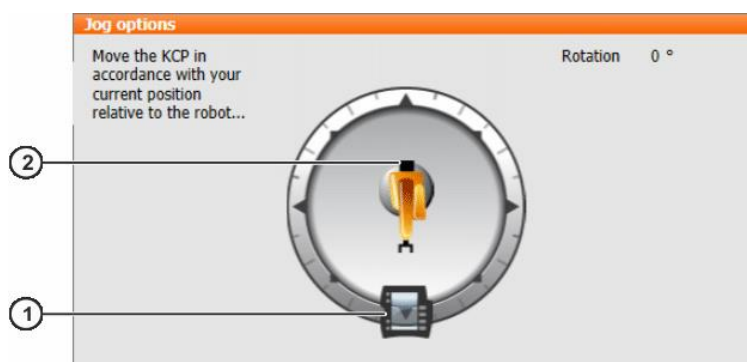 Jog options
Move the KCP in
accordance with your
current position
relative to the robot...
Rotation 0 °
2
1